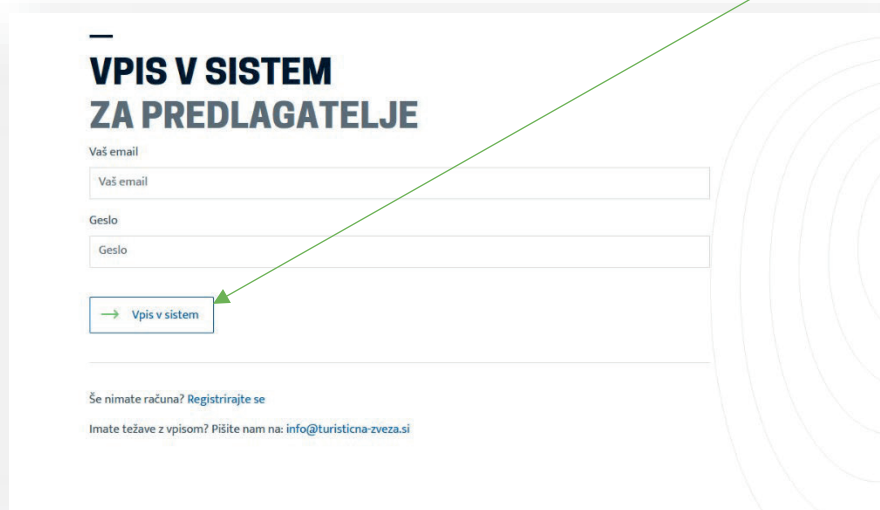 VPIS V SISTEM
ZA PREDLAGATELJE
Vaš email
Vaš email
Geslo
Geslo
Vpis v sistem
Še nimate računa? Registrirajte se
Imate težave z vpisom? Pišite nam na: info@turisticna-zveza.si